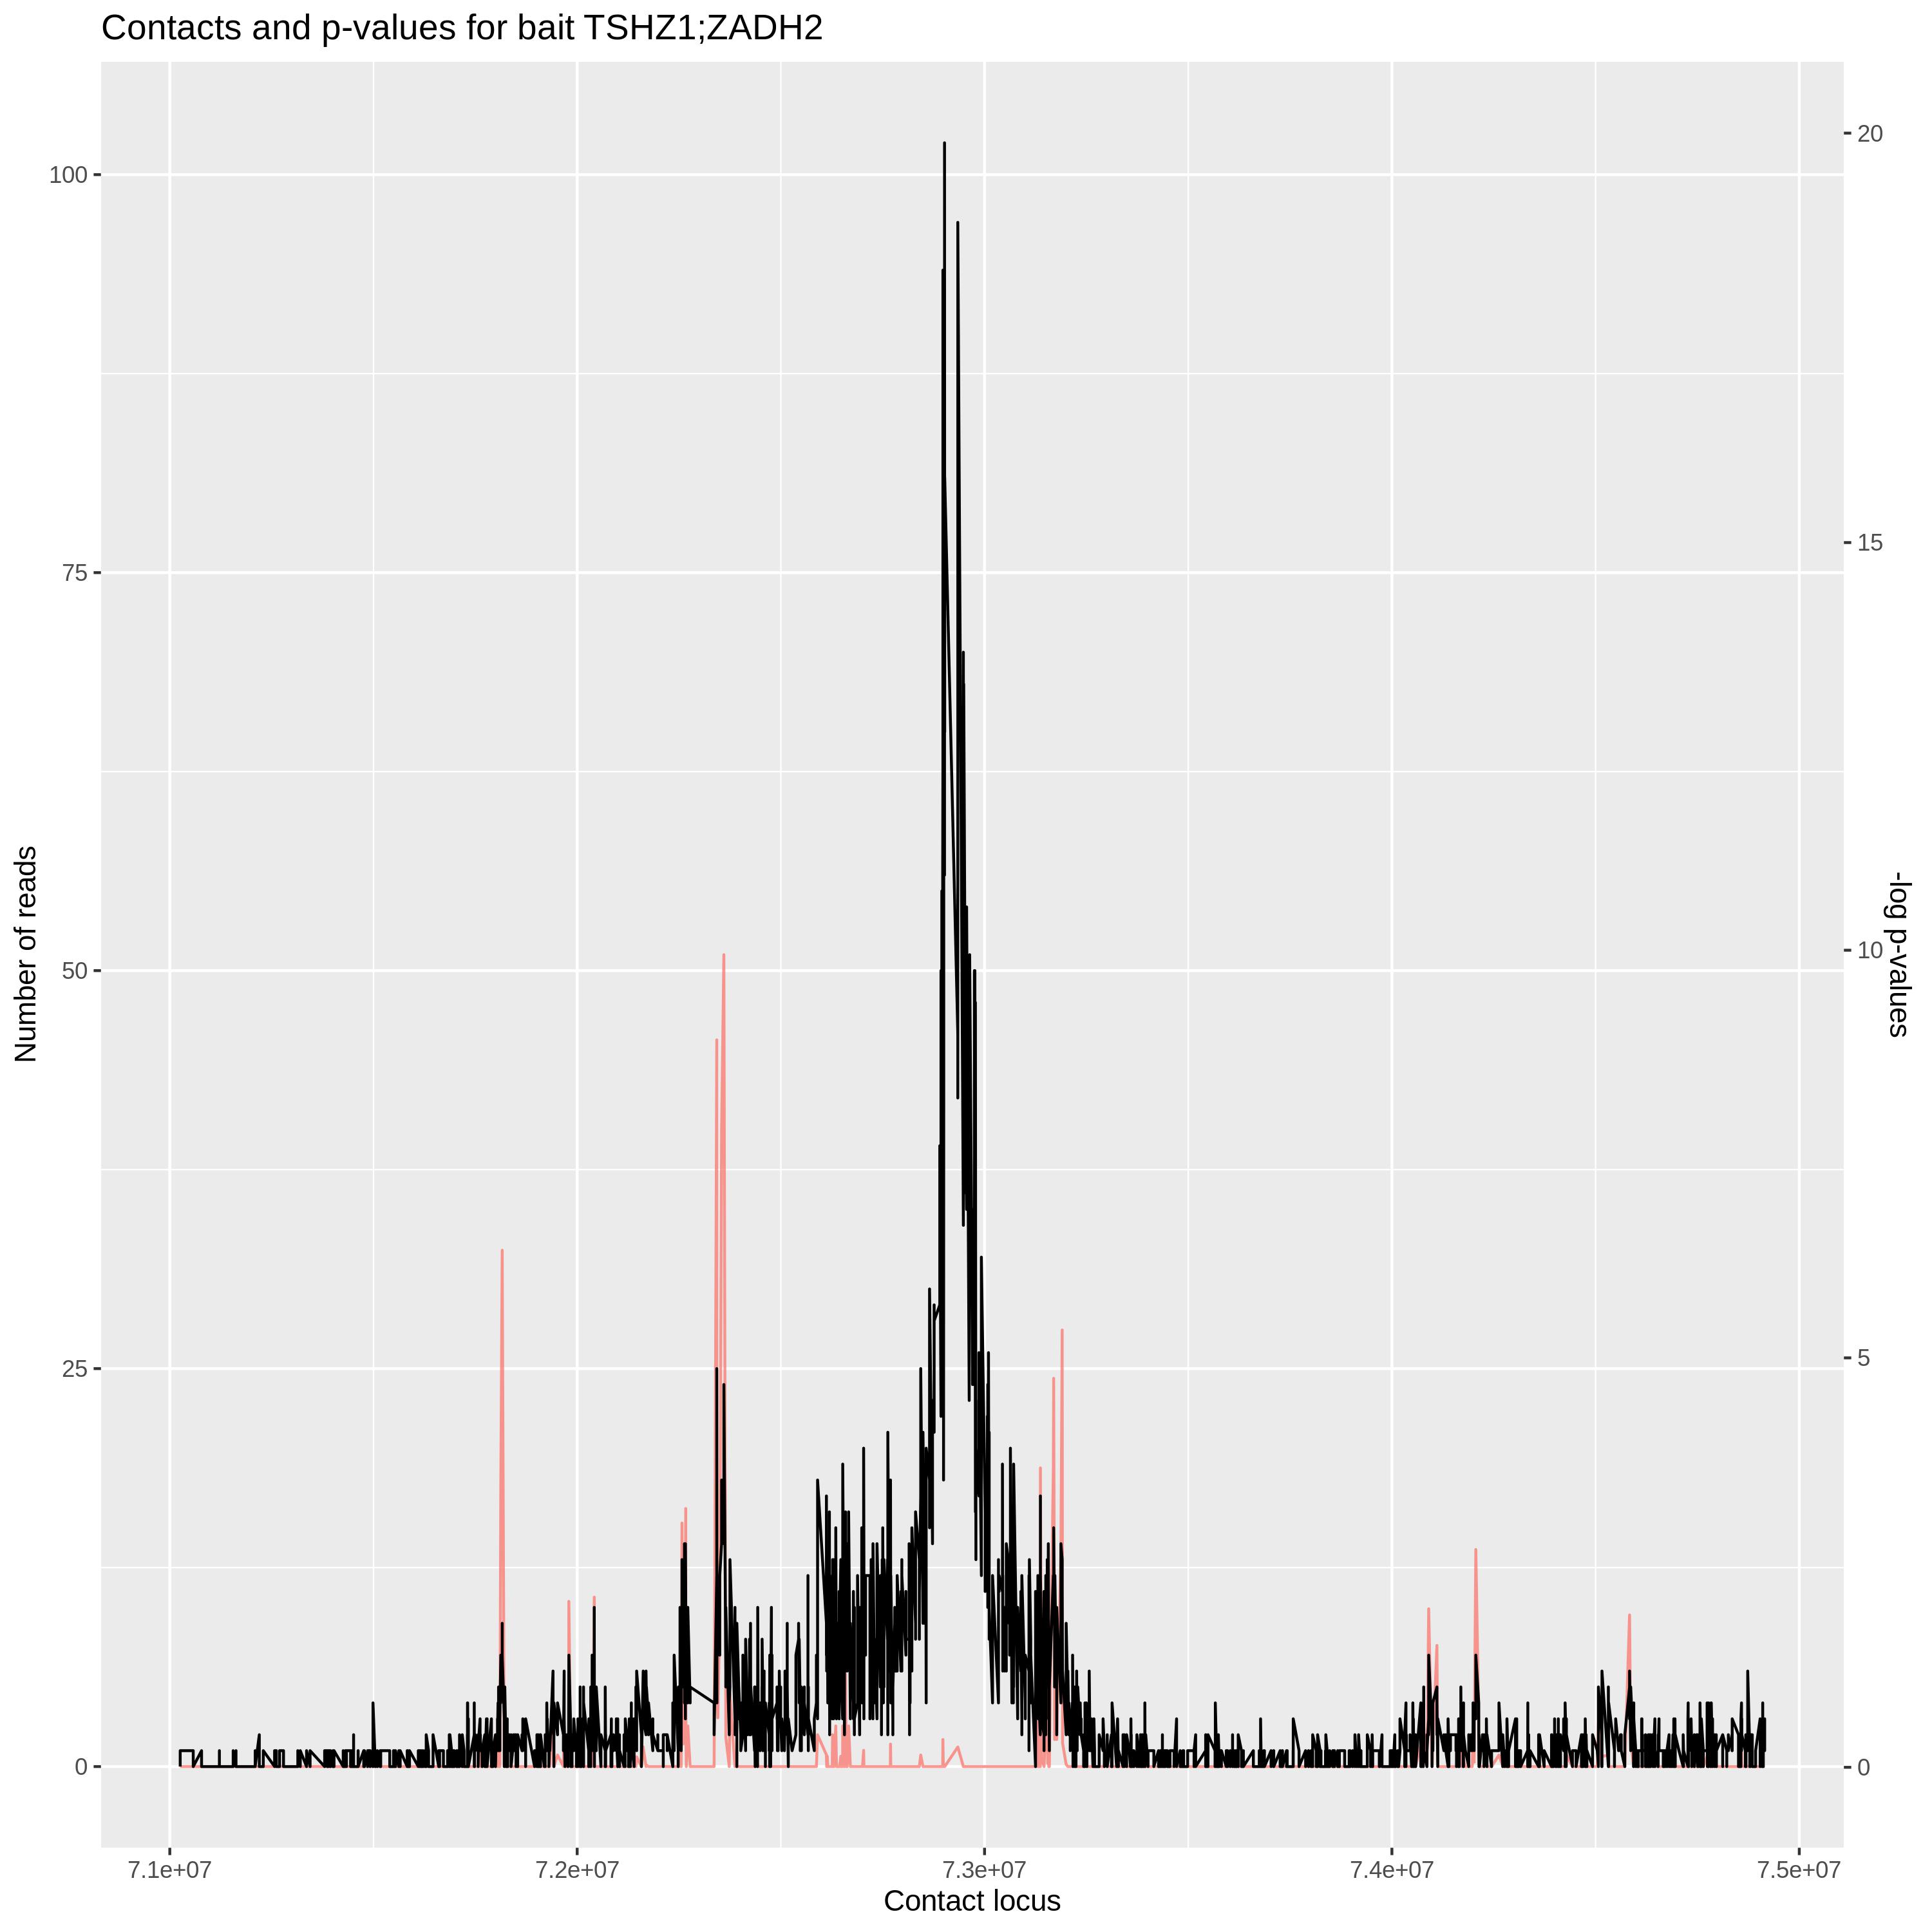 Contacts and p-values for bait TSHZ1;ZADH2
100
75
50
25
0
Number of reads
20
15
10
5
0
-log p-values
7.1e+07 7.2e+07 7.3e+07 7.4e+07 7.5e+07
Contact locus